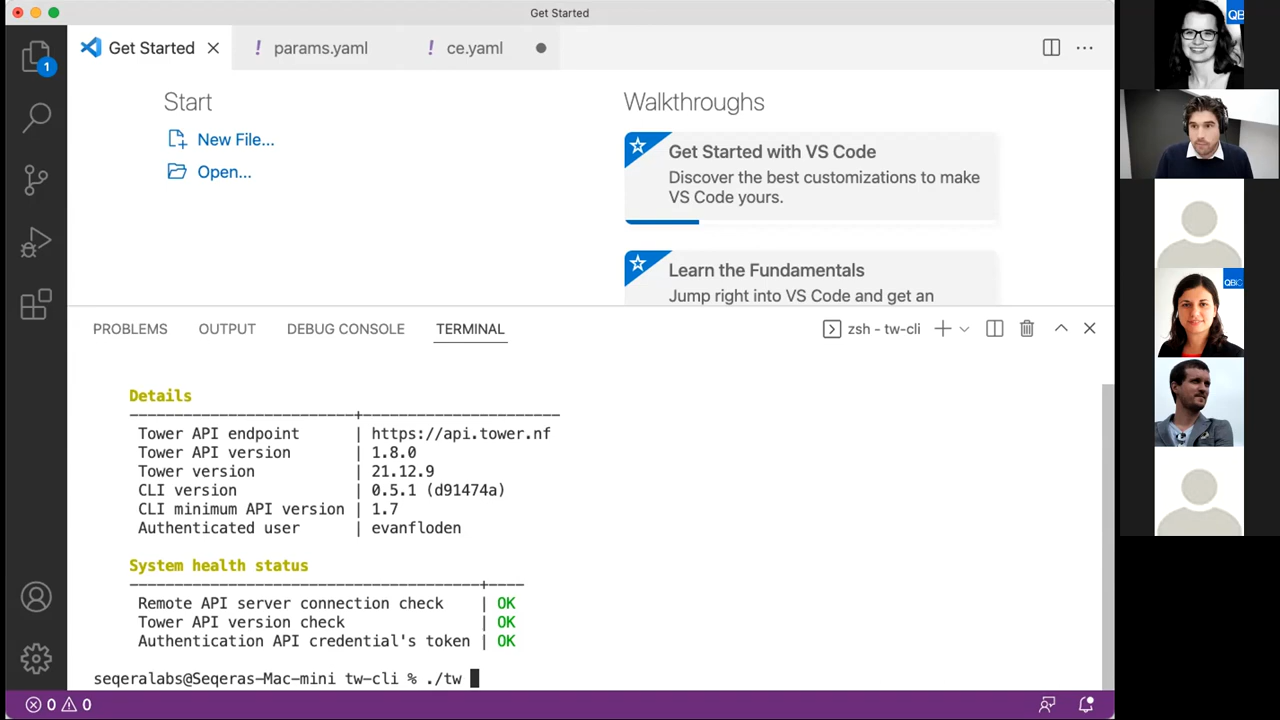 Get Started
Get Started
params.yaml
ce.yaml
1
Start
New File...
Open...
Walkthroughs
Get Started with VS Code
Discover the best customizations to make
VS Code yours.
Learn the Fundamentals
Jump right into VS Code and get an
PROBLEMS OUTPUT DEBUG CONSOLE TERMINAL
zsh - tw-cli
Details
---------------------------+----------------------
Tower API endpoint | https://api.tower.nf
Tower API version | 1.8.0
Tower version | 21.12.9
CLI version | 0.5.1 (d91474a)
CLI minimum API version | 1.7
Authenticated user | evanfloden
System health status
---------------------------------------+----
Remote API server connection check | OK
Tower API version check | OK
Authentication API credential's token | OK
seqeralabs@Seqeras-Mac-mini tw-cli % ./tw
0 0